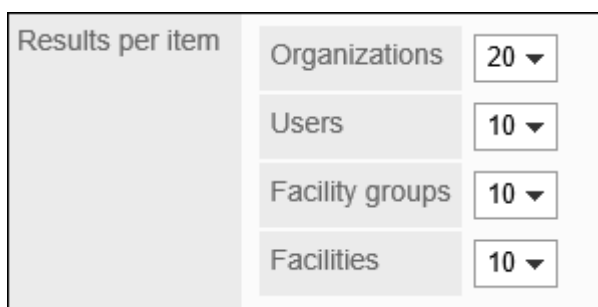 Results per item
Organizations 20
Users 10
Facility groups 10
Facilities 10